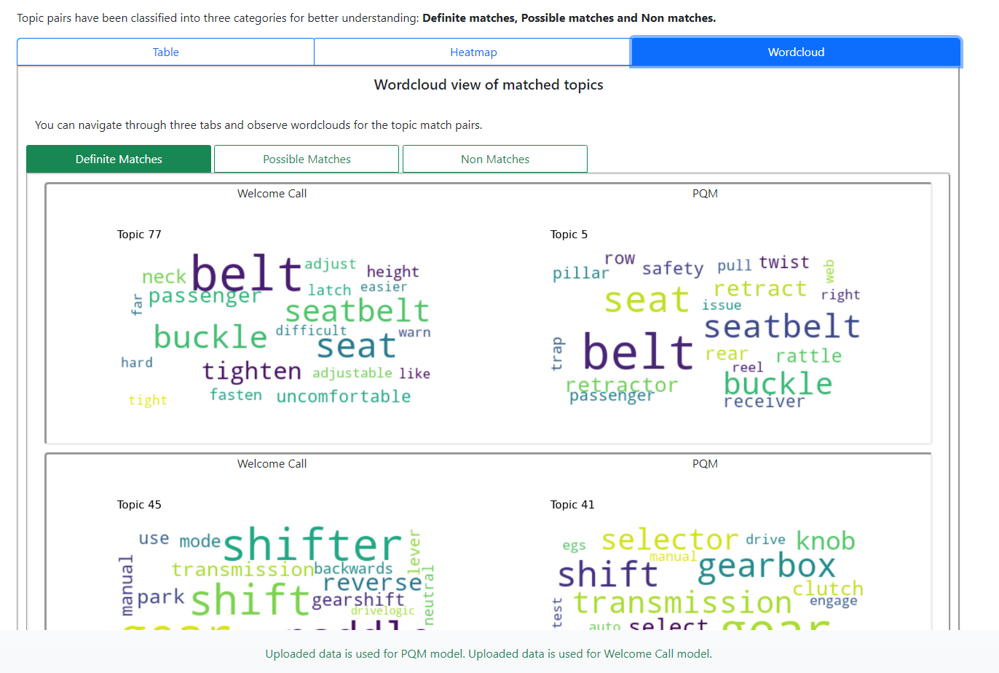 Topic pairs have been classified into three categories for better understanding: Definite matches, Possible matches and Non matches.
Table Heatmap Wordcloud
Wordcloud view of matched topics
You can navigate through three tabs and observe wordclouds for the topic match pairs.
Definite Matches Possible Matches Non Matches
Welcome Call PQM
Topic 77
belt
adjust
height
neck
latch
easier
far
passenger
seatbelt
buckle
difficult
seat
warn
hard
tighten
adjustable
like
tight
fasten
uncomfortable
Topic 5
row
safety
pull
twist
web
pillar
seat
retract
right
issue
seatbelt
trap
belt
rear
rattle
reel
retractor
buckle
passenger
receiver
Welcome Call PQM
Topic 45
use
mode
shifter
lever
manual
transmission
backwards
reverse
neutral
park
shift
gearshift
drivelogic
gear
paddle
Topic 41
egs
selector
drive
knob
manual
shift
gearbox
clutch
test
transmission
engage
auto
select
gear
Uploaded data is used for PQM model. Uploaded data is used for Welcome Call model.